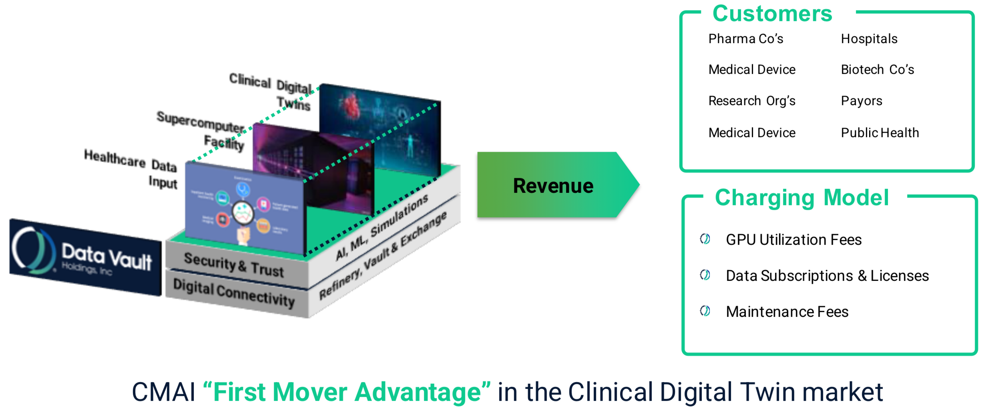 Customers
Pharma Co's
Hospitals
Medical Device
Biotech Co's
Research Org's
Payors
Medical Device
Public Health
Clinical Digital
Twins
Supercomputer
Facility
Healthcare Data
Input
Data Vault
Holdings, Inc
Security & Trust
Digital Connectivity
AI, ML, Simulations
Refinery, Vault & Exchange
Revenue
Charging Model
GPU Utilization Fees
Data Subscriptions & Licenses
Maintenance Fees
CMAI “First Mover Advantage” in the Clinical Digital Twin market